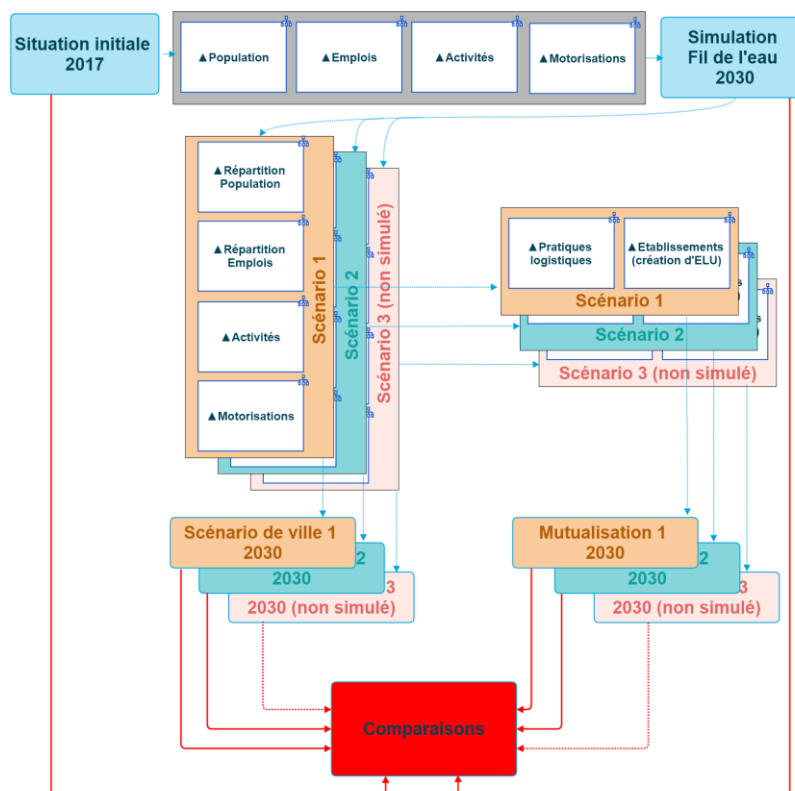 Situation initiale
2017
▲Population
▲Emplois
▲Activités
▲Motorisations
Simulation
Fil de l'eau
2030
▲Répartition
Population
▲Répartition
Emplois
▲Activités
▲Motorisations
Scénario 1
Scénario 2
Scénario 3 (non simulé)
▲Pratiques
logistiques
▲Etablissements
(création d'ELU)
Scénario 1
Scénario 2
Scénario 3 (non simulé)
Scénario de ville 1
2030
2
2030
3
2030 (non simulé)
Mutualisation 1
2030
2
2030
3
2030 (non simulé)
Comparaisons